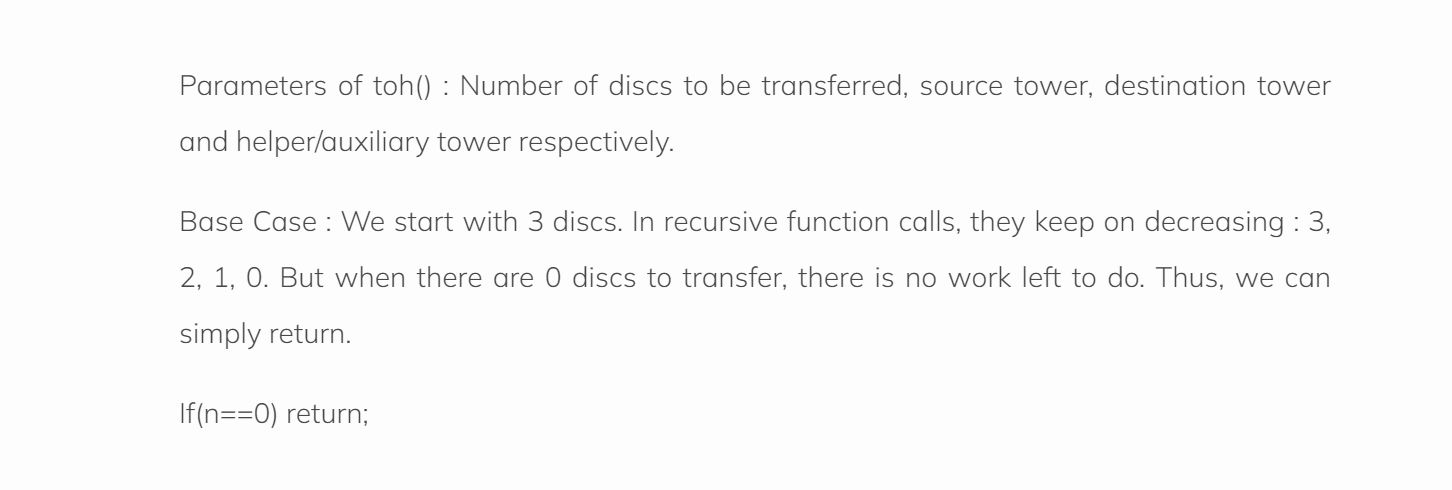 Parameters of toh() : Number of discs to be transferred, source tower, destination tower
and helper/auxiliary tower respectively.
Base Case : We start with 3 discs. In recursive function calls, they keep on decreasing : 3,
2, 1, 0. But when there are 0 discs to transfer, there is no work left to do. Thus, we can
simply return.
If(n==0) return;